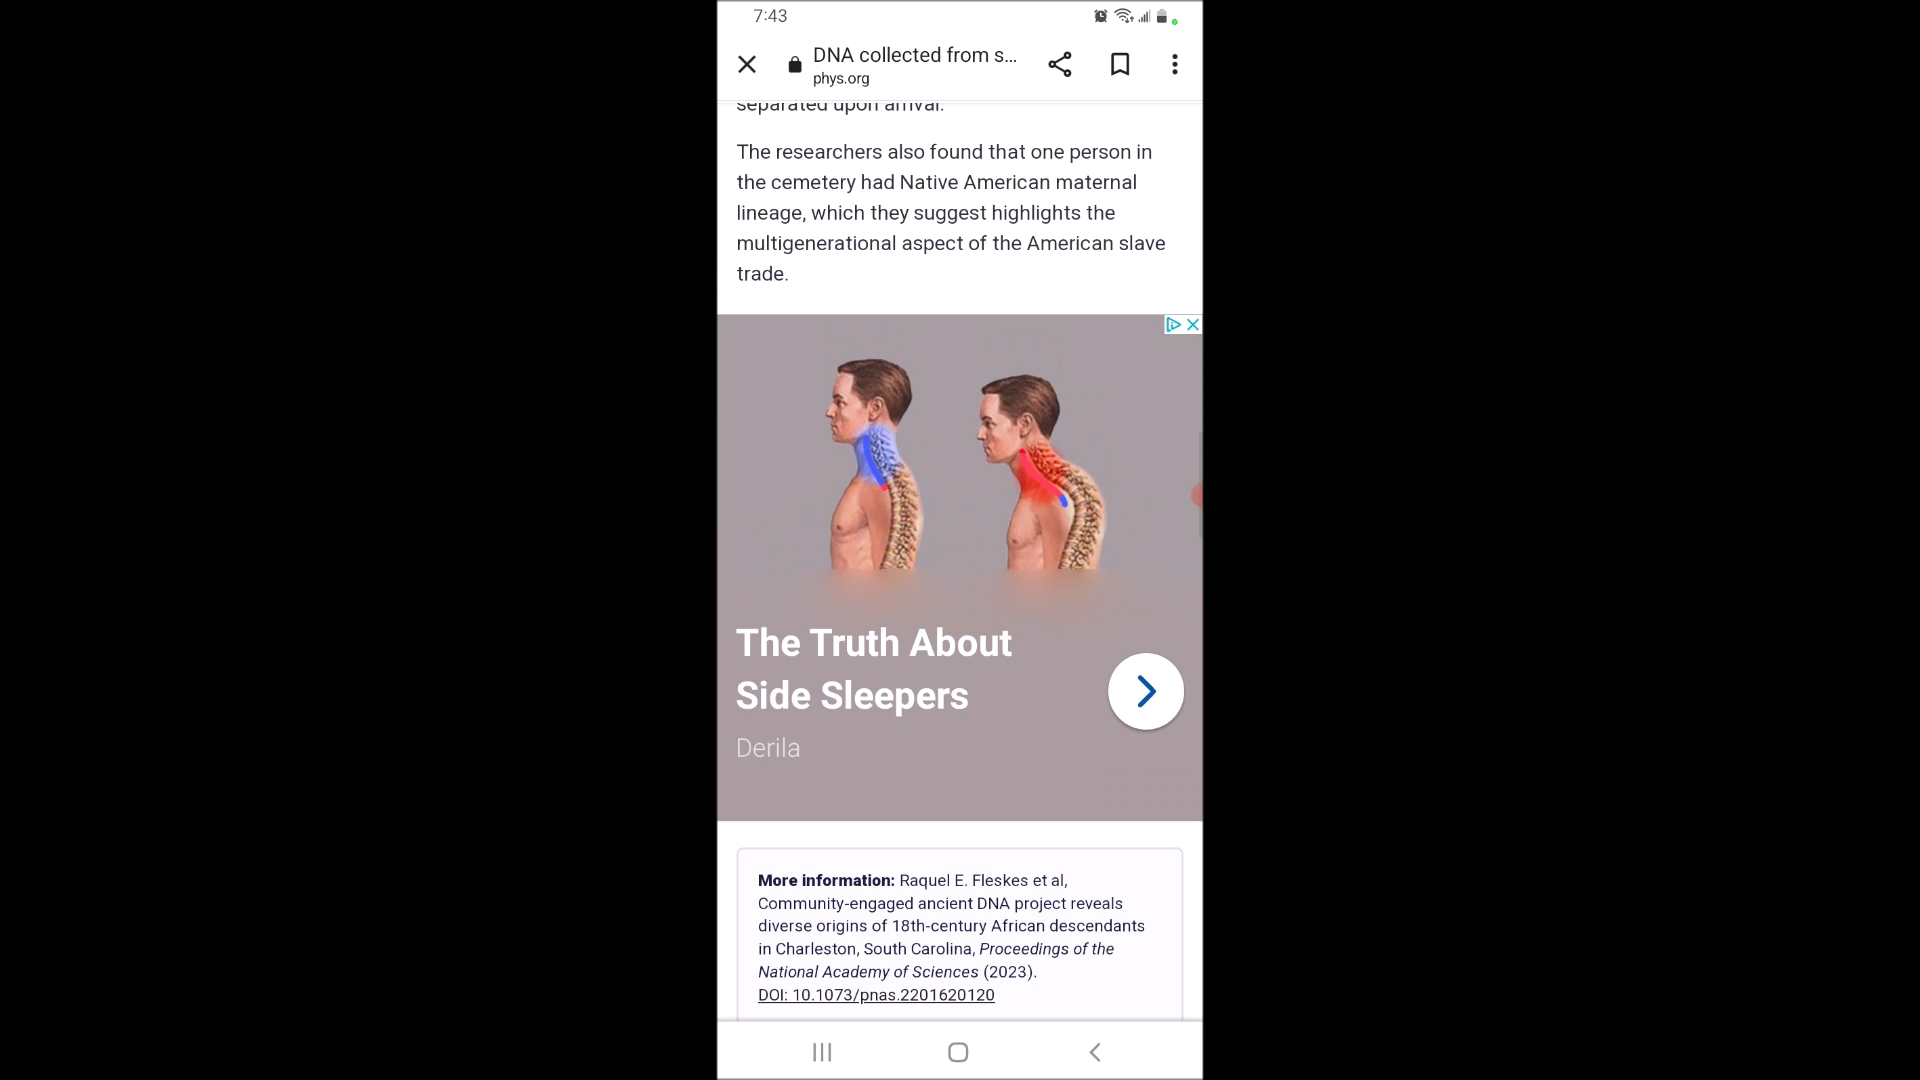 7:43
DNA collected from s...
phys.org
separated upon arrival.
The researchers also found that one person in
the cemetery had Native American maternal
lineage, which they suggest highlights the
multigenerational aspect of the American slave
trade.
The Truth About
Side Sleepers
Derila
More information: Raquel E. Fleskes et al,
Community-engaged ancient DNA project reveals
diverse origins of 18th-century African descendants
in Charleston, South Carolina, Proceedings of the
National Academy of Sciences (2023).
DOI: 10.1073/pnas.2201620120